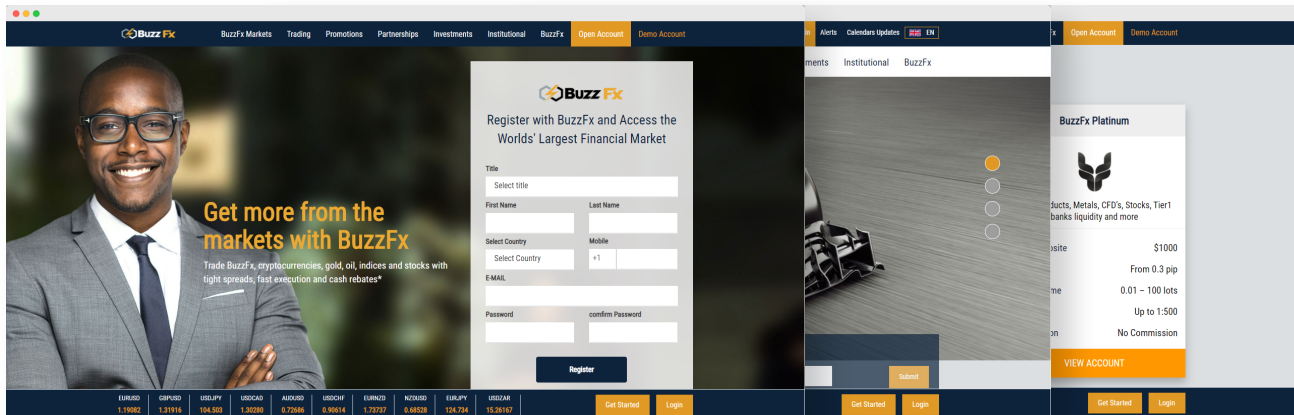 Buzz Fx
BuzzFx Markets Trading Promotions Partnerships Investments Institutional BuzzFx Open Account Demo Account
Buzz Fx
Register with BuzzFx and Access the
Worlds' Largest Financial Market
Title
Select title
First Name Last Name
Select Country Mobile
Select Country +1
E-MAIL
Password comfirm Password
Register
Get more from the
markets with BuzzFx
Trade BuzzFx, cryptocurrencies, gold, oil, indices and stocks with
tight spreads, fast execution and cash rebates*
EURUSD GBPUSD USDJPY USDCAD AUDUSD USDCHF EURNZD NZDUSD EURJPY USDZAR
1.19082 1.31916 104.503 1.30280 0.72686 0.90614 1.73737 0.68528 124.734 15.26167
Get Started Login
Alerts Calendars Updates EN
Institutional BuzzFx
Submit
Get Started Login
Open Account Demo Account
BuzzFx Platinum
Metals, CFD's, Stocks, Tier1
banks liquidity and more
$1000
From 0.3 pip
0.01 – 100 lots
Up to 1:500
No Commission
VIEW ACCOUNT
Get Started Login